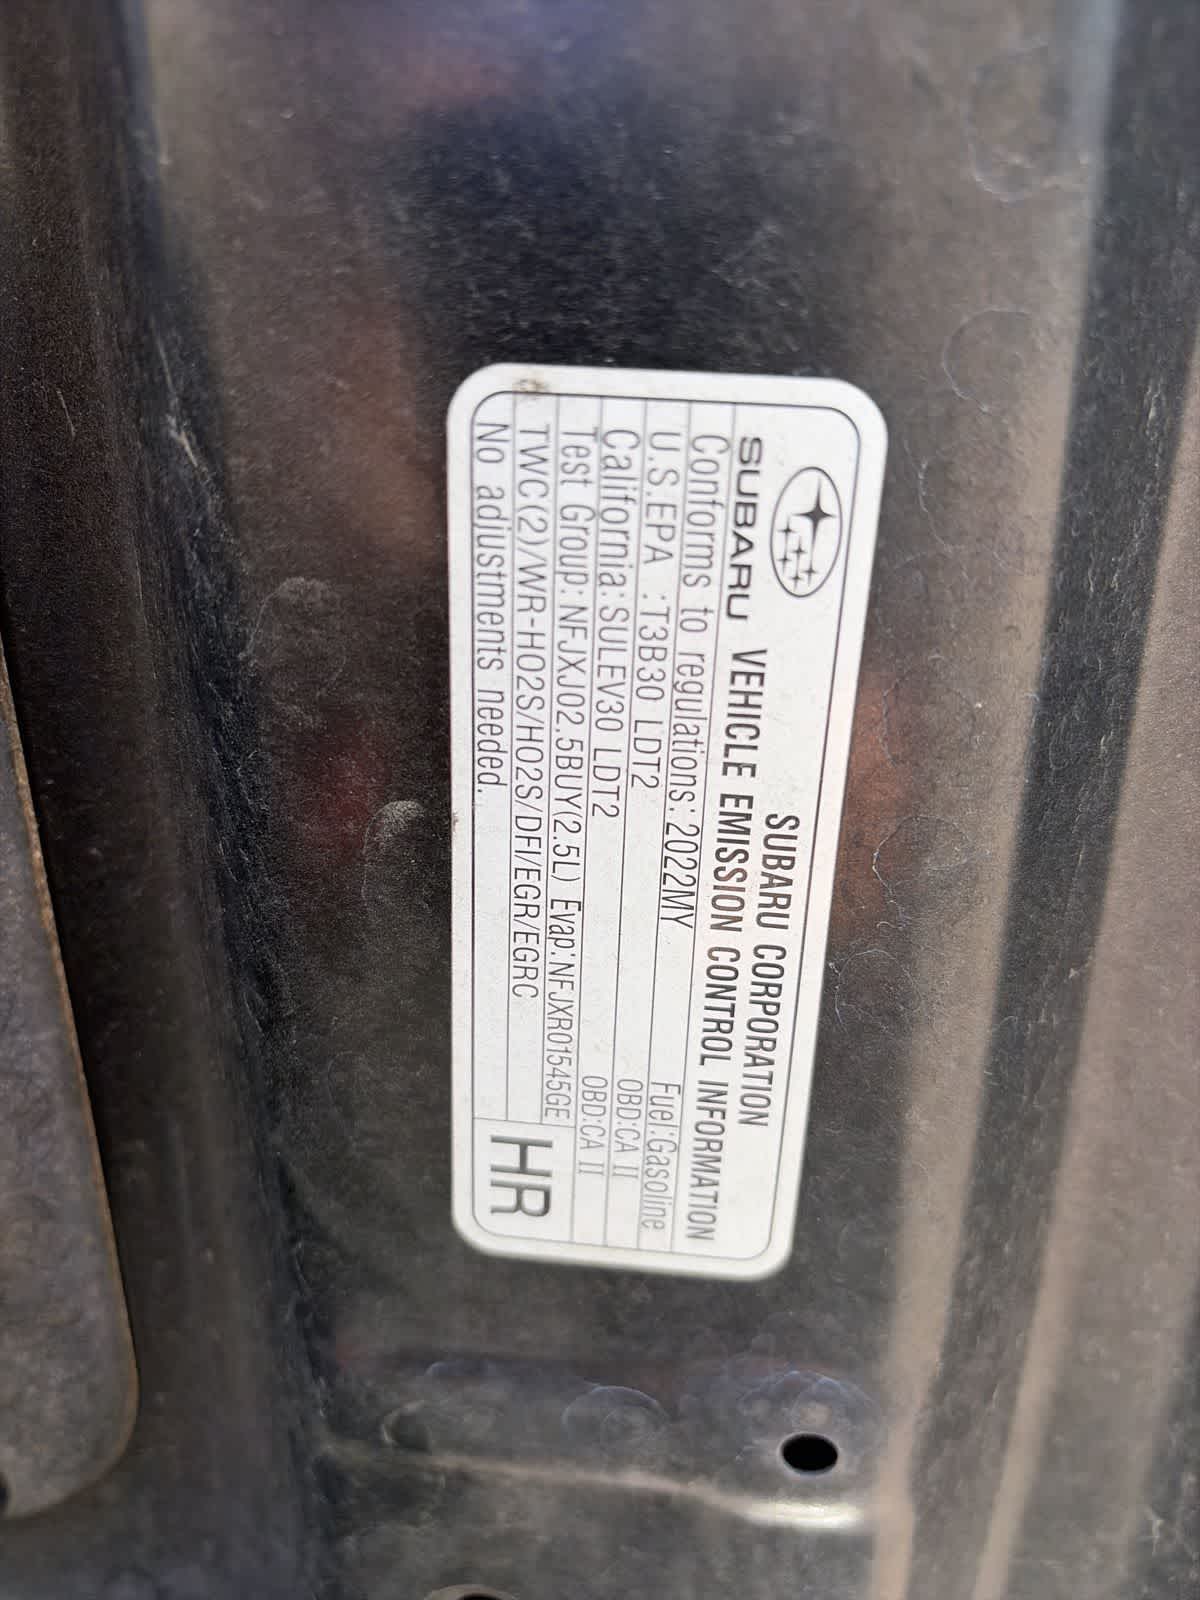 SUBARU CORPORATION
SUBARU VEHICLE EMISSION CONTROL INFORMATION
Conforms to regulations: 2022MY Fuel:Gasoline
U.S.EPA :T3B30 LDT2 OBD:CA II
California:SULEV30 LDT2 OBD:CA II
Test Group: NFJXJ02.5BUY(2.5L) Evap:NFJXR01545GE
TWC(2)/WR-HO2S/HO2S/DFI/EGR/EGRC
No adjustments needed.
HR